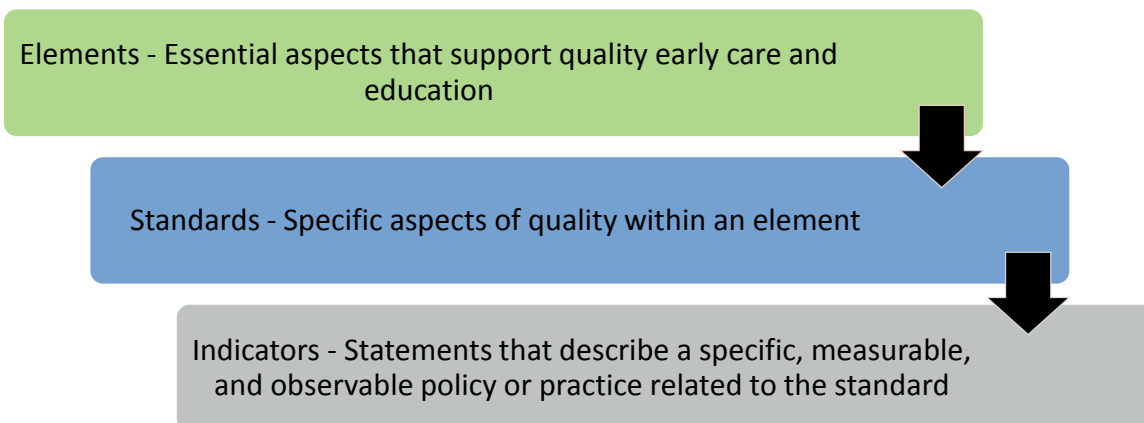 Elements - Essential aspects that support quality early care and
education
Standards - Specific aspects of quality within an element
Indicators - Statements that describe a specific, measurable,
and observable policy or practice related to the standard